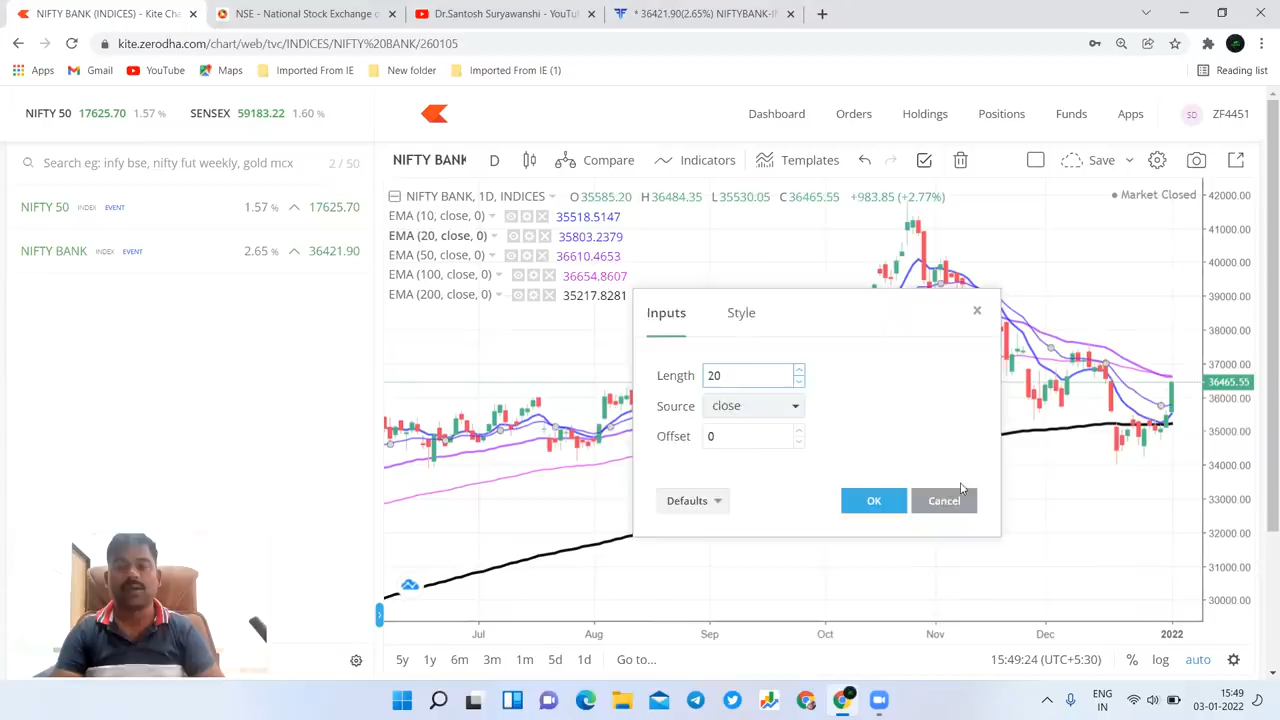 NIFTY BANK (INDICES) - Kite Cha
NSE - National Stock Exchange o
Dr.Santosh Suryawanshi - YouTu
* 36421.90(2.65%) NIFTYBANK-I
kite.zerodha.com/chart/web/tvc/INDICES/NIFTY%20BANK/260105
Apps
Gmail
YouTube
Maps
Imported From IE
New folder
Imported From IE (1)
Reading list
NIFTY 50 17625.70 1.57 %
SENSEX 59183.22 1.60 %
Dashboard
Orders
Holdings
Positions
Funds
Apps
SD
ZF4451
Search eg: infy bse, nifty fut weekly, gold mcx
2 / 50
NIFTY 50 INDEX EVENT 1.57 % 17625.70
NIFTY BANK INDEX EVENT 2.65 % 36421.90
NIFTY BANK
D
Compare
Indicators
Templates
Save
NIFTY BANK, 1D, INDICES O35585.20 H36484.35 L35530.05 C36465.55 +983.85 (+2.77%)
Market Closed
EMA (10, close, 0) 35518.5147
EMA (20, close, 0) 35803.2379
EMA (50, close, 0) 36610.4653
EMA (100, close, 0) 36654.8607
EMA (200, close, 0) 35217.8281
42000.00
41000.00
40000.00
39000.00
38000.00
37000.00
36465.55
36000.00
35000.00
34000.00
33000.00
32000.00
31000.00
30000.00
Inputs
Style
Length 20
Source close
Offset 0
Defaults
OK
Cancel
Jul
Aug
Sep
Oct
Nov
Dec
2022
5y
1y
6m
3m
1m
5d
1d
Go to...
15:49:24 (UTC+5:30)
%
log
auto
ENG
IN
15:49
03-01-2022